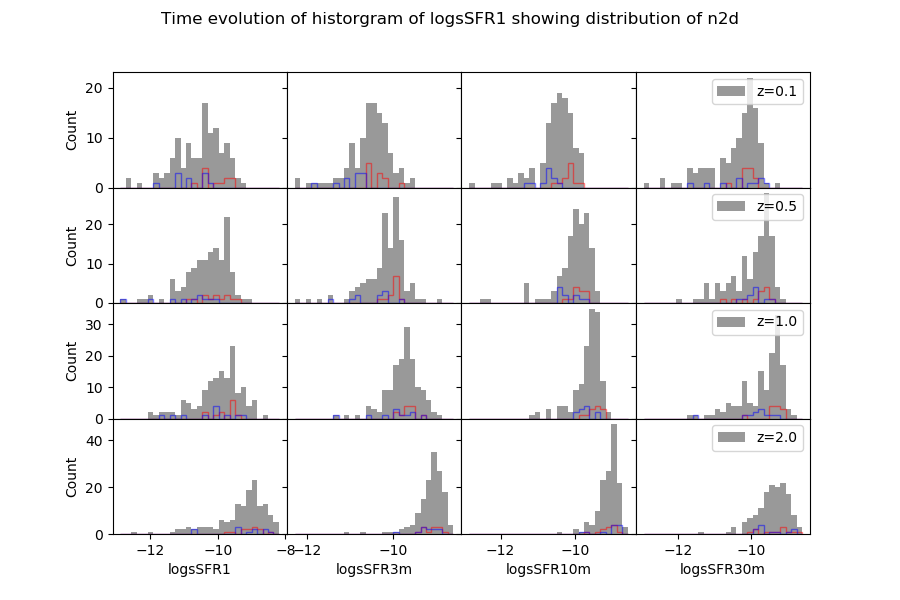 Time evolution of historgram of logsSFR1 showing distribution of n2d
20
10
0
Count
z=0.1
20
10
0
Count
z=0.5
30
20
10
0
Count
z=1.0
40
20
0
Count
z=2.0
−12 −10 −8 −12 −10 −12 −10 −12 −10
logsSFR1 logsSFR3m logsSFR10m logsSFR30m